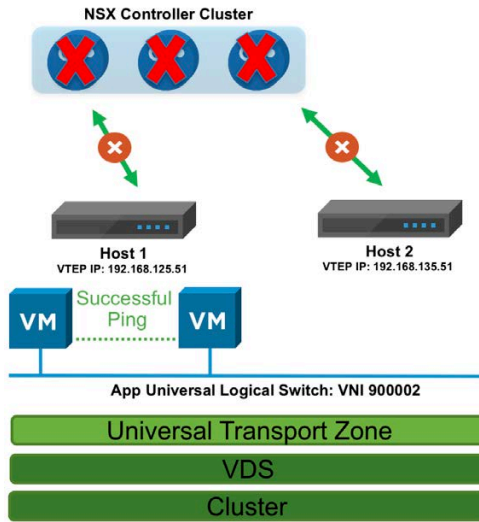 NSX Controller Cluster
Host 1
VTEP IP: 192.168.125.51
Host 2
VTEP IP: 192.168.135.51
VM
Successful
Ping
VM
App Universal Logical Switch: VNI 900002
Universal Transport Zone
VDS
Cluster